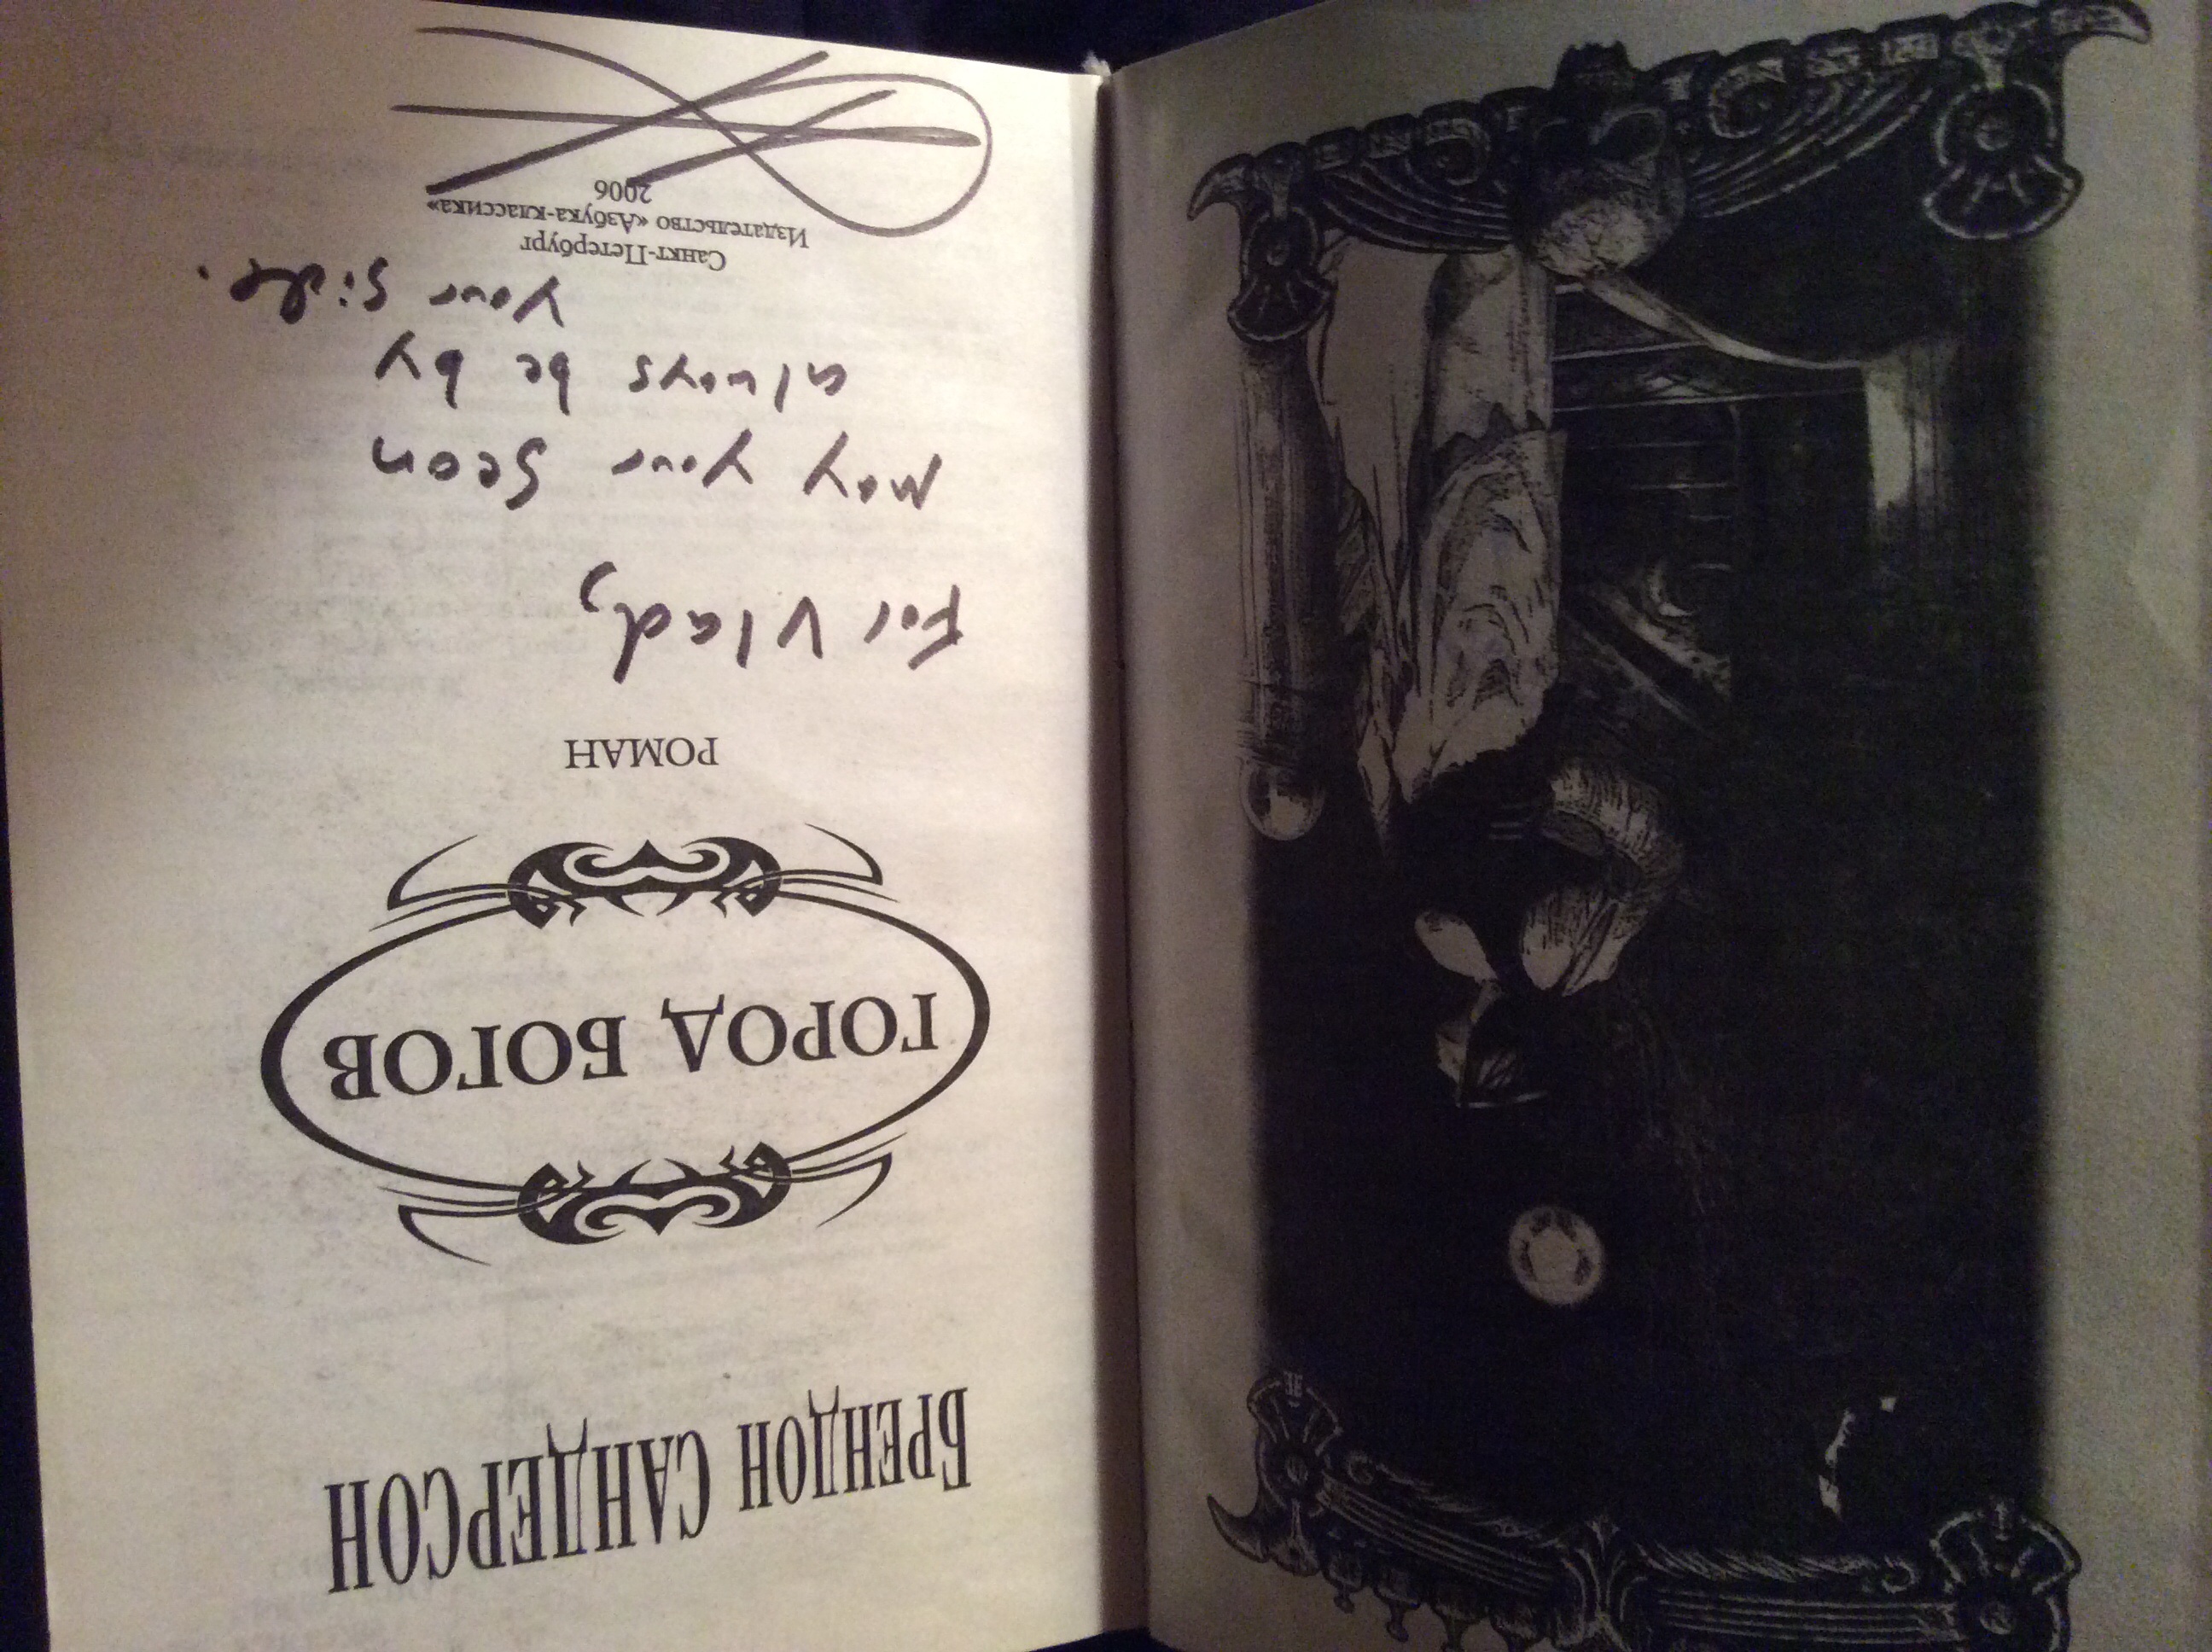 БРЕНДОН САНДЕРСОН
ГОРОД БОГОВ
РОМАН
For Vlad,
May your Seon
always be by
your side.
Санкт-Петербург
Издательство «Азбука-классика»
2006